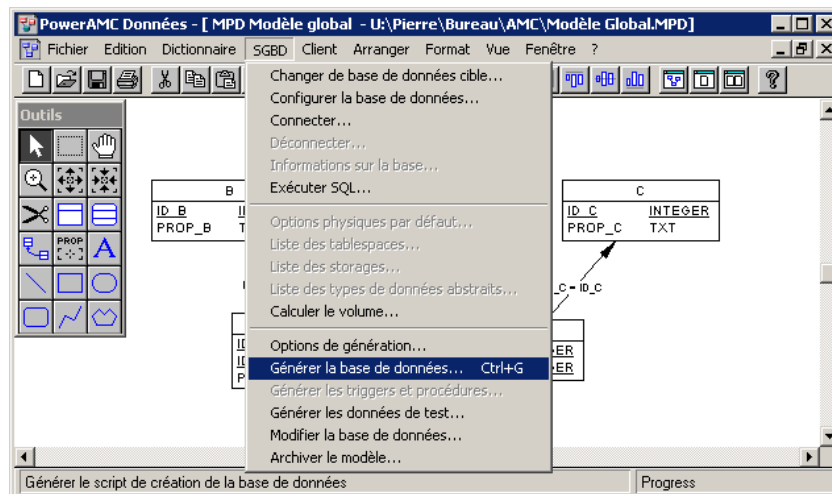 PowerAMC Données - [ MPD Modèle global - U:\Pierre\Bureau\AMC\Modèle Global.MPD]
Fichier Edition Dictionnaire SGBD Client Arranger Format Vue Fenêtre ?
Outils
PROP
Changer de base de données cible...
Configurer la base de données...
Connecter...
Déconnecter...
Informations sur la base...
Exécuter SQL...
Options physiques par défaut...
Liste des tablespaces...
Liste des storages...
Liste des types de données abstraits...
Calculer le volume...
Options de génération...
Générer la base de données... Ctrl+G
Générer les triggers et procédures...
Générer les données de test...
Modifier la base de données...
Archiver le modèle...
B
ID_B
PROP_B T
C
ID_C INTEGER
PROP_C TXT
_C = ID_C
GER
GER
Générer le script de création de la base de données
Progress